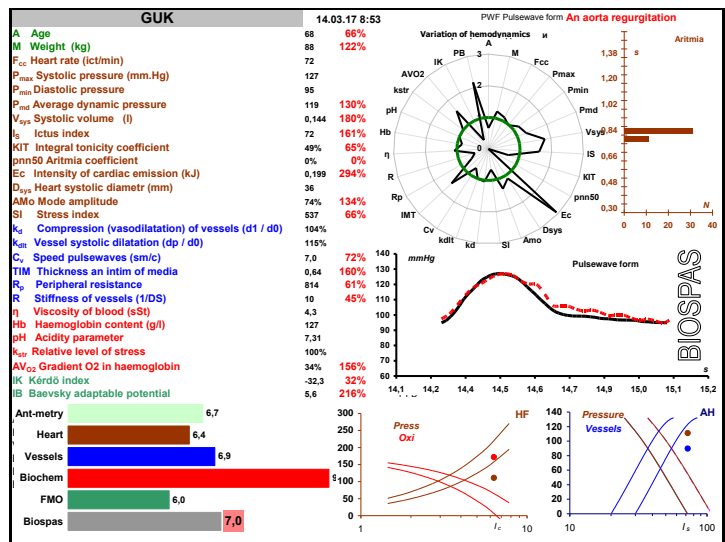 GUK 14.03.17 8:53
PWF Pulsewave form An aorta regurgitation
A Age 68 66%
M Weight (kg) 88 122%
Fcc Heart rate (ict/min) 72
Pmax Systolic pressure (mm.Hg) 127
Pmin Diastolic pressure 95
Pmd Average dynamic pressure 119 130%
Vsys Systolic volume (l) 0,144 180%
IS Ictus index 72 161%
KIT Integral tonicity coefficient 49% 65%
pnn50 Aritmia coefficient 0% 0%
Ec Intensity of cardiac emission (kJ) 0,199 294%
Dsys Heart systolic diametr (mm) 36
AMo Mode amplitude 74% 134%
SI Stress index 537 66%
kd Compression (vasodilatation) of vessels (d1 / d0) 104%
kdlt Vessel systolic dilatation (dp / d0) 115%
Cv Speed pulsewaves (sm/c) 7,0 72%
TIM Thickness an intim of media 0,64 160%
Rp Peripheral resistance 814 61%
R Stiffness of vessels (1/DS) 10 45%
η Viscosity of blood (sSt) 4,3
Hb Haemoglobin content (g/l) 127
pH Acidity parameter 7,31
kstr Relative level of stress 100%
AVO2 Gradient O2 in haemoglobin 34% 156%
IK Kérdö index -32,3 32%
IB Baevsky adaptable potential 5,6 216%
Variation of hemodynamics и
A
M
Fcc
Pmax
Pmin
Pmd
Vsys
IS
KIT
pnn50
Ec
Dsys
Amo
SI
kd
kdlt
Cv
IMT
Rp
R
η
Hb
pH
kstr
AVO2
IK
PB
3
2
0
Aritmia
s
1,38
1,20
1,02
0,84
0,66
0,48
0,30
N
0 10 20 30 40
mmHg
Pulsewave form
140
130
120
110
100
90
80
70
60
s
14,1 14,2 14,3 14,4 14,5 14,6 14,7 14,8 14,9 15,0 15,1 15,2
BIOSPAS
Ant-metry 6,7
Heart 6,4
Vessels 6,9
Biochem
FMO 6,0
Biospas 7,0
HF
Press
Oxi
300
250
200
150
100
50
0
1 Ic 10
AH
Pressure
Vessels
140
120
100
80
60
40
20
0
10 Is 100